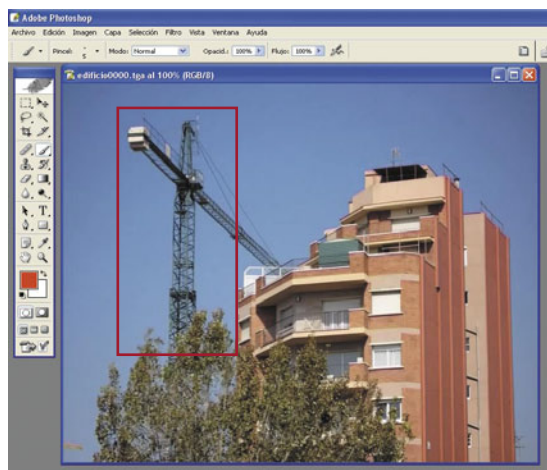 Adobe Photoshop
Archivo Edición Imagen Capa Selección Filtro Vista Ventana Ayuda
Pincel: 5 Modo: Normal Opacid.: 100% Flujo: 100%
edificio0000.tga al 100% (RGB/8)
T